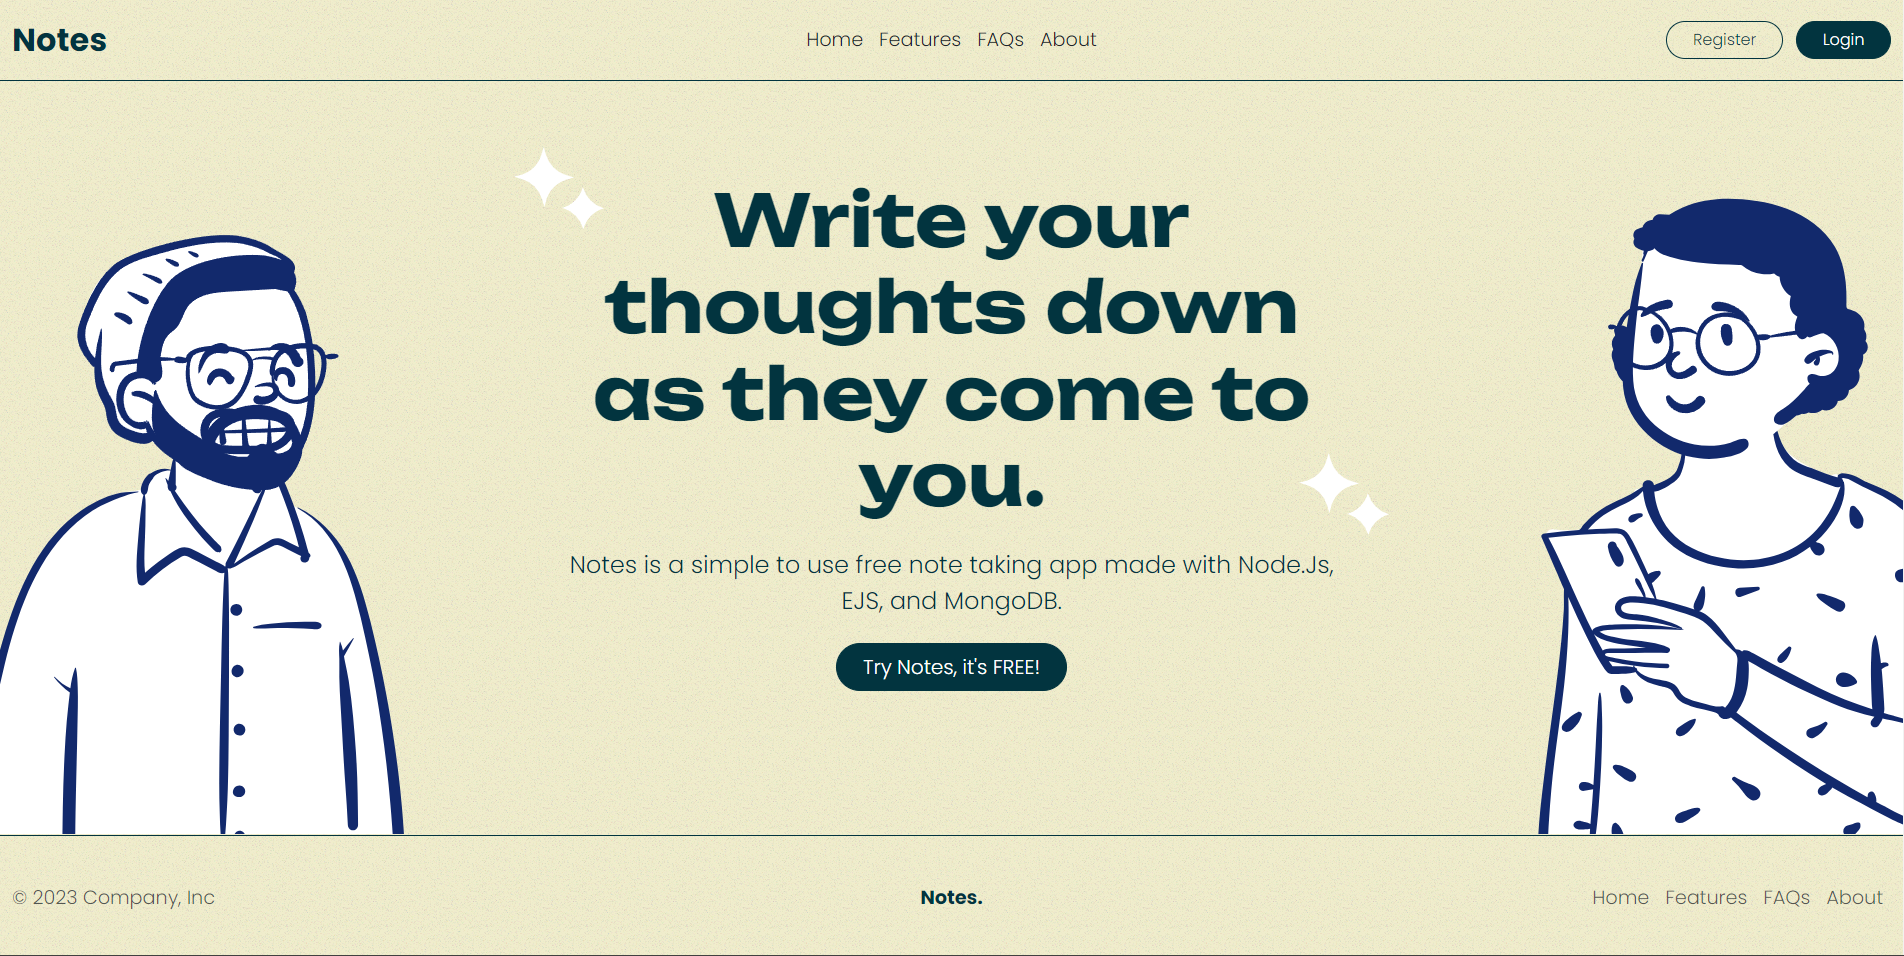 Notes
Home Features FAQs About
Register
Login
Write your
thoughts down
as they come to
you.
Notes is a simple to use free note taking app made with Node.Js,
EJS, and MongoDB.
Try Notes, it's FREE!
© 2023 Company, Inc
Notes.
Home Features FAQs About